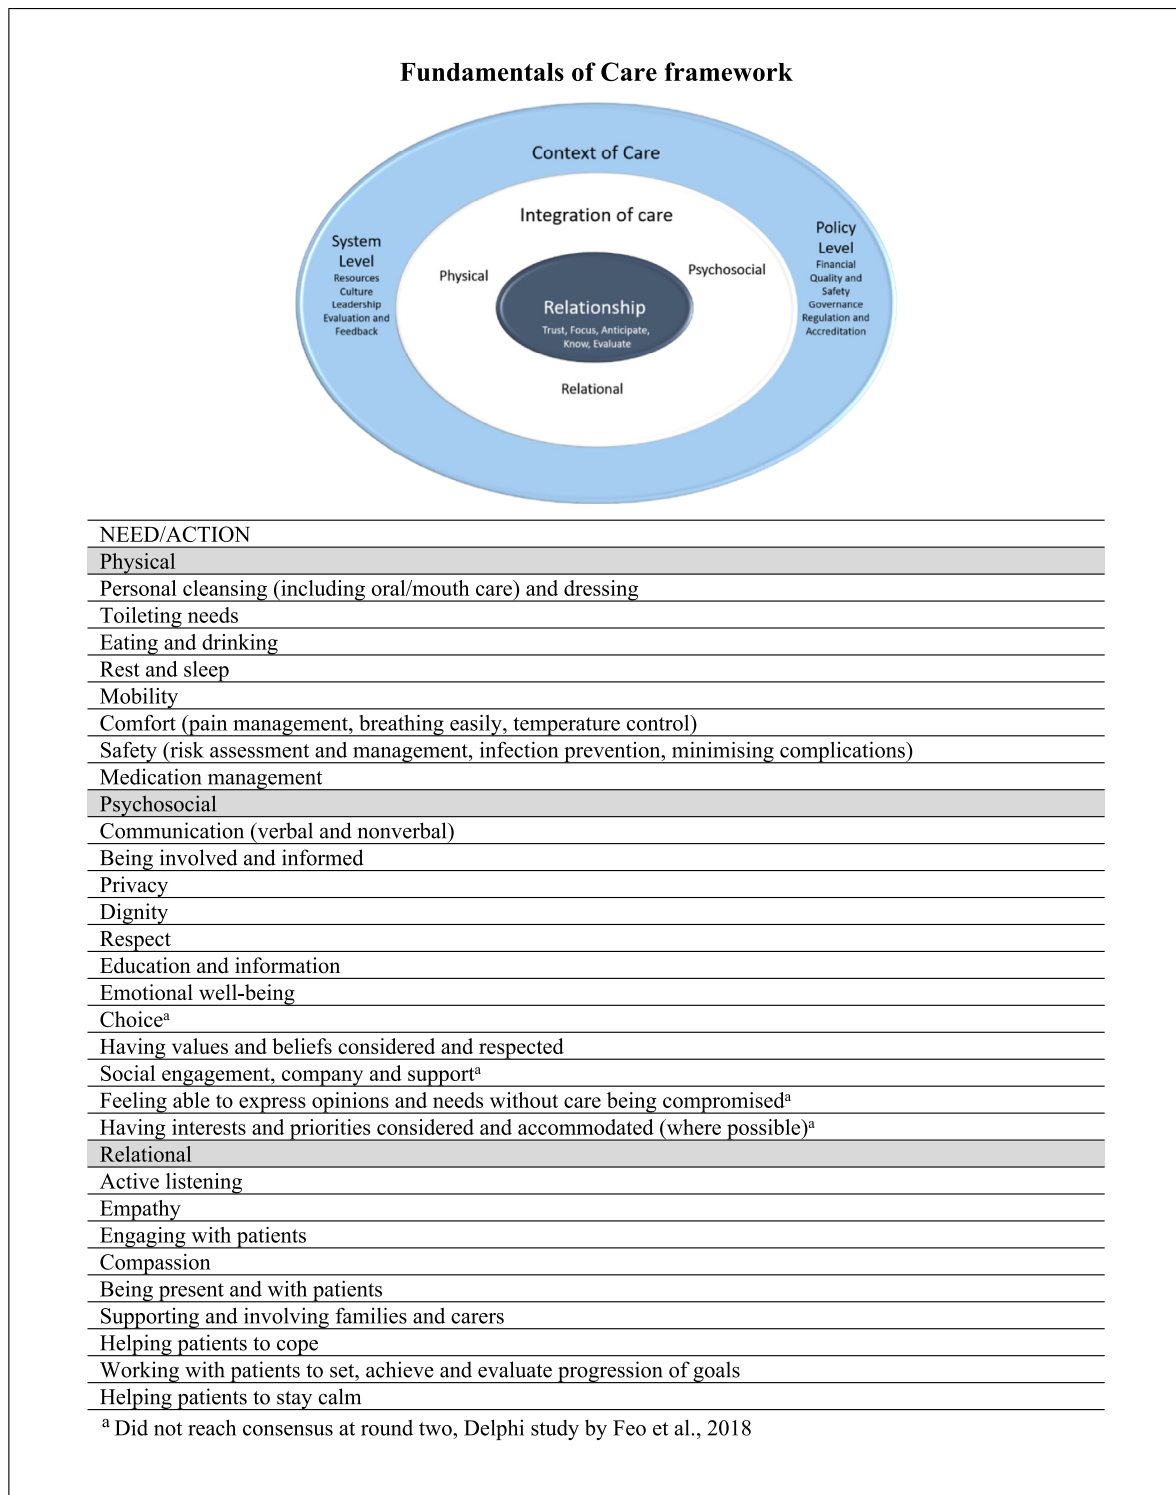 Fundamentals of Care framework
Context of Care
Integration of care
System
Level
Resources
Culture
Leadership
Evaluation and
Feedback
Physical
Psychosocial
Relationship
Trust, Focus, Anticipate,
Know, Evaluate
Relational
Policy
Level
Financial
Quality and
Safety
Governance
Regulation and
Accreditation
NEED/ACTION
Physical
Personal cleansing (including oral/mouth care) and dressing
Toileting needs
Eating and drinking
Rest and sleep
Mobility
Comfort (pain management, breathing easily, temperature control)
Safety (risk assessment and management, infection prevention, minimising complications)
Medication management
Psychosocial
Communication (verbal and nonverbal)
Being involved and informed
Privacy
Dignity
Respect
Education and information
Emotional well-being
Choiceᵃ
Having values and beliefs considered and respected
Social engagement, company and supportᵃ
Feeling able to express opinions and needs without care being compromisedᵃ
Having interests and priorities considered and accommodated (where possible)ᵃ
Relational
Active listening
Empathy
Engaging with patients
Compassion
Being present and with patients
Supporting and involving families and carers
Helping patients to cope
Working with patients to set, achieve and evaluate progression of goals
Helping patients to stay calm
ᵃ Did not reach consensus at round two, Delphi study by Feo et al., 2018